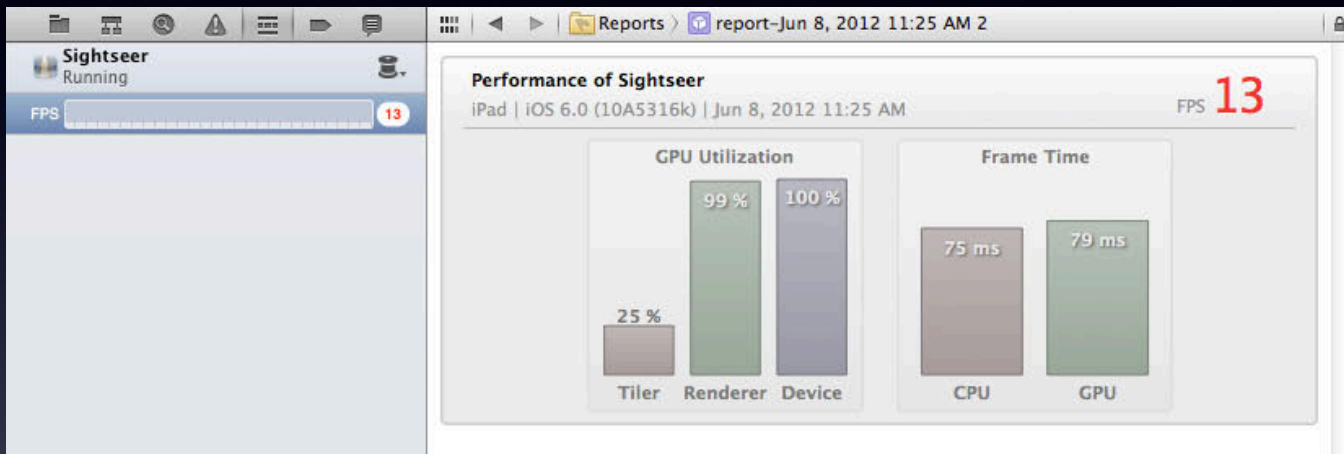 Reports
report-Jun 8, 2012 11:25 AM 2
Sightseer
Running
FPS
13
Performance of Sightseer
iPad | iOS 6.0 (10A5316k) | Jun 8, 2012 11:25 AM
FPS 13
GPU Utilization
99 %
100 %
25 %
Tiler Renderer Device
Frame Time
75 ms
79 ms
CPU GPU